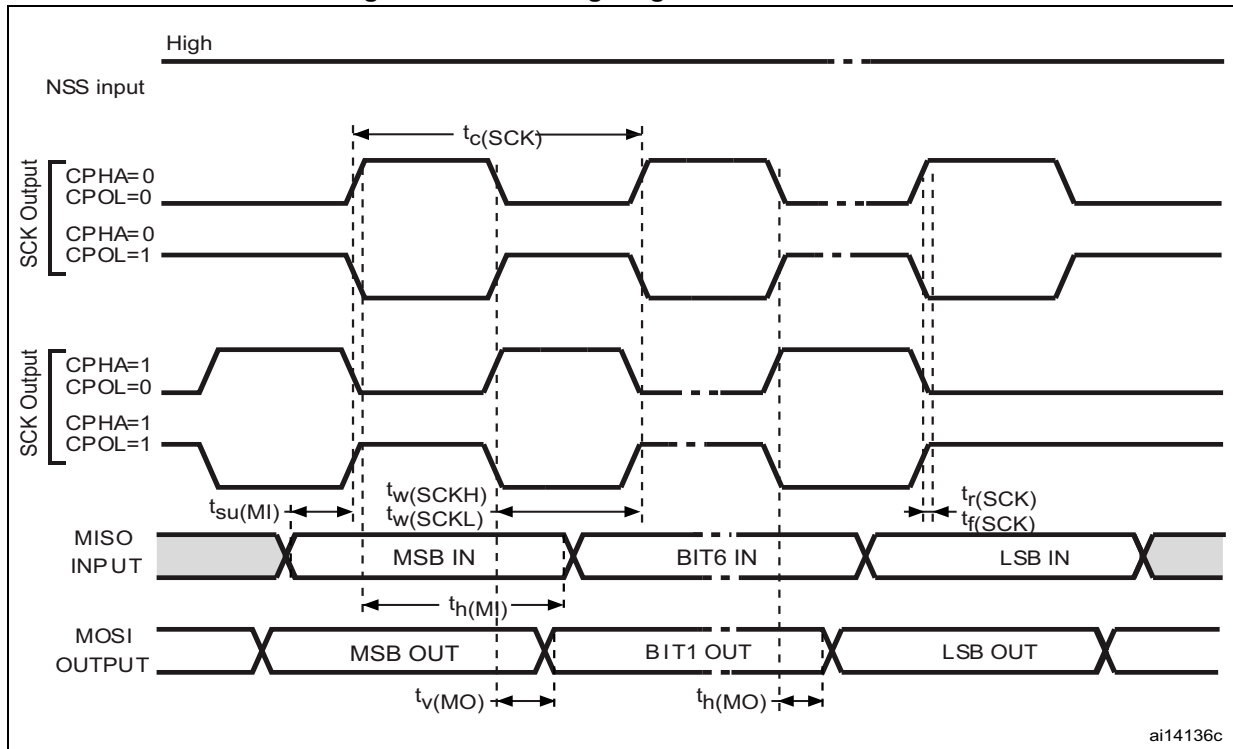 High
NSS input
tc(SCK)
SCK Output
CPHA=0
CPOL=0
CPHA=0
CPOL=1
SCK Output
CPHA=1
CPOL=0
CPHA=1
CPOL=1
tsu(MI)
tw(SCKH)
tw(SCKL)
tr(SCK)
tf(SCK)
MISO
INPUT
MSB IN
BIT6 IN
LSB IN
th(MI)
MOSI
OUTPUT
MSB OUT
BIT1 OUT
LSB OUT
tv(MO)
th(MO)
ai14136c